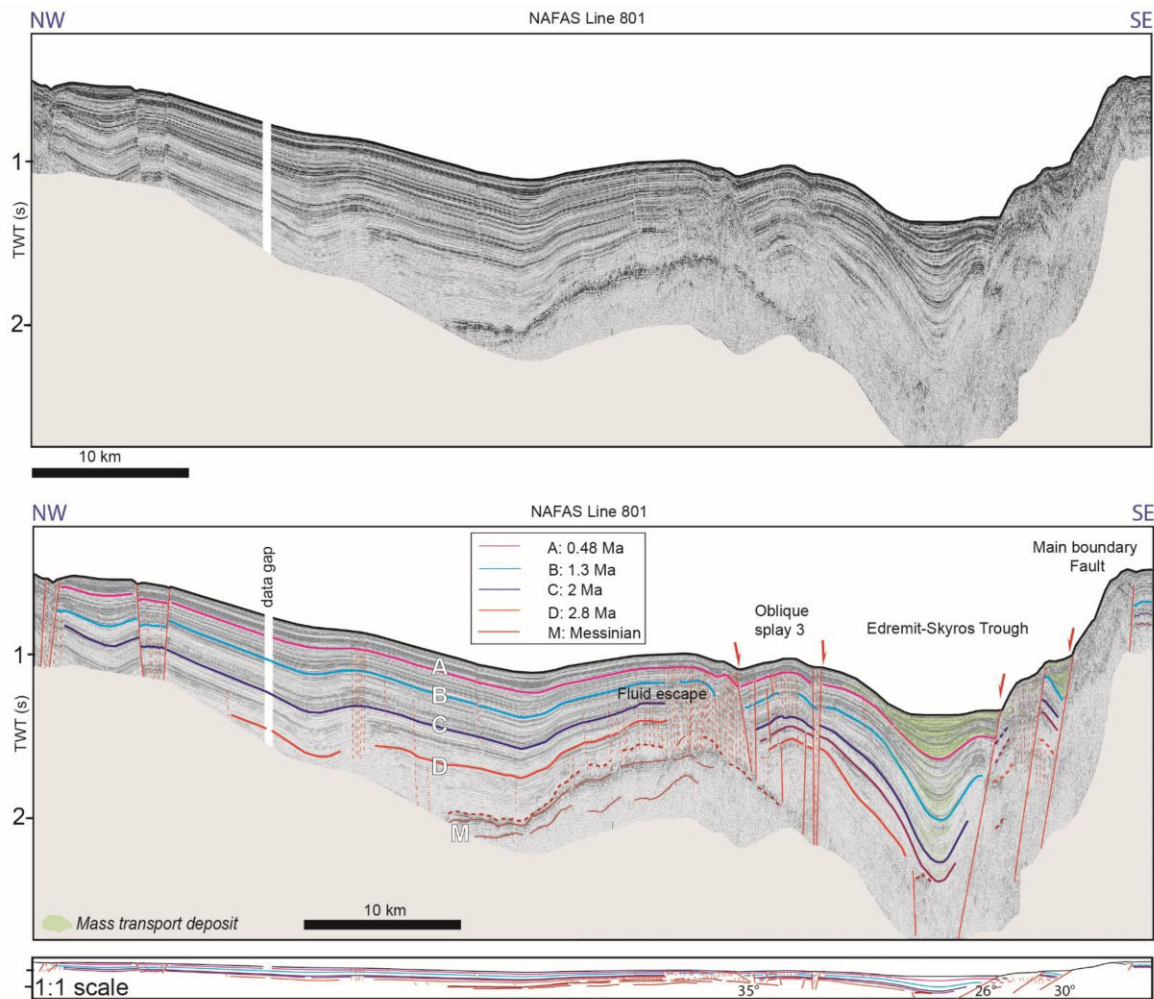 NW
NAFAS Line 801
SE
1
TWT (s)
2
10 km
NW
NAFAS Line 801
SE
data gap
A: 0.48 Ma
B: 1.3 Ma
C: 2 Ma
D: 2.8 Ma
M: Messinian
Main boundary
Fault
Oblique
splay 3
Edremit-Skyros Trough
1
A
B
Fluid escape
C
D
TWT (s)
2
M
10 km
Mass transport deposit
1:1 scale
35°
26°
30°